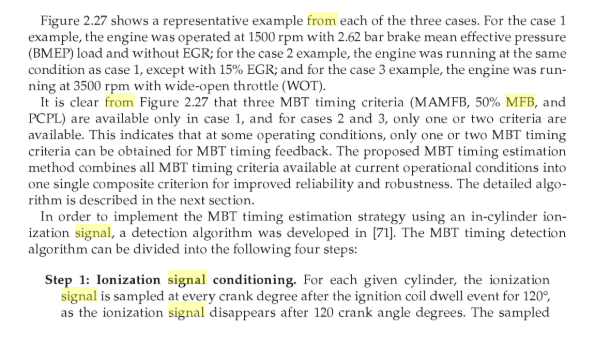 Figure 2.27 shows a representative example from each of the three cases. For the case 1
example, the engine was operated at 1500 rpm with 2.62 bar brake mean effective pressure
(BMEP) load and without EGR; for the case 2 example, the engine was running at the same
condition as case 1, except with 15% EGR; and for the case 3 example, the engine was run-
ning at 3500 rpm with wide-open throttle (WOT).
It is clear from Figure 2.27 that three MBT timing criteria (MAMFB, 50% MFB, and
PCPL) are available only in case 1, and for cases 2 and 3, only one or two criteria are
available. This indicates that at some operating conditions, only one or two MBT timing
criteria can be obtained for MBT timing feedback. The proposed MBT timing estimation
method combines all MBT timing criteria available at current operational conditions into
one single composite criterion for improved reliability and robustness. The detailed algo-
rithm is described in the next section.
In order to implement the MBT timing estimation strategy using an in-cylinder ion-
ization signal, a detection algorithm was developed in [71]. The MBT timing detection
algorithm can be divided into the following four steps:
Step 1: Ionization signal conditioning. For each given cylinder, the ionization
signal is sampled at every crank degree after the ignition coil dwell event for 120°,
as the ionization signal disappears after 120 crank angle degrees. The sampled